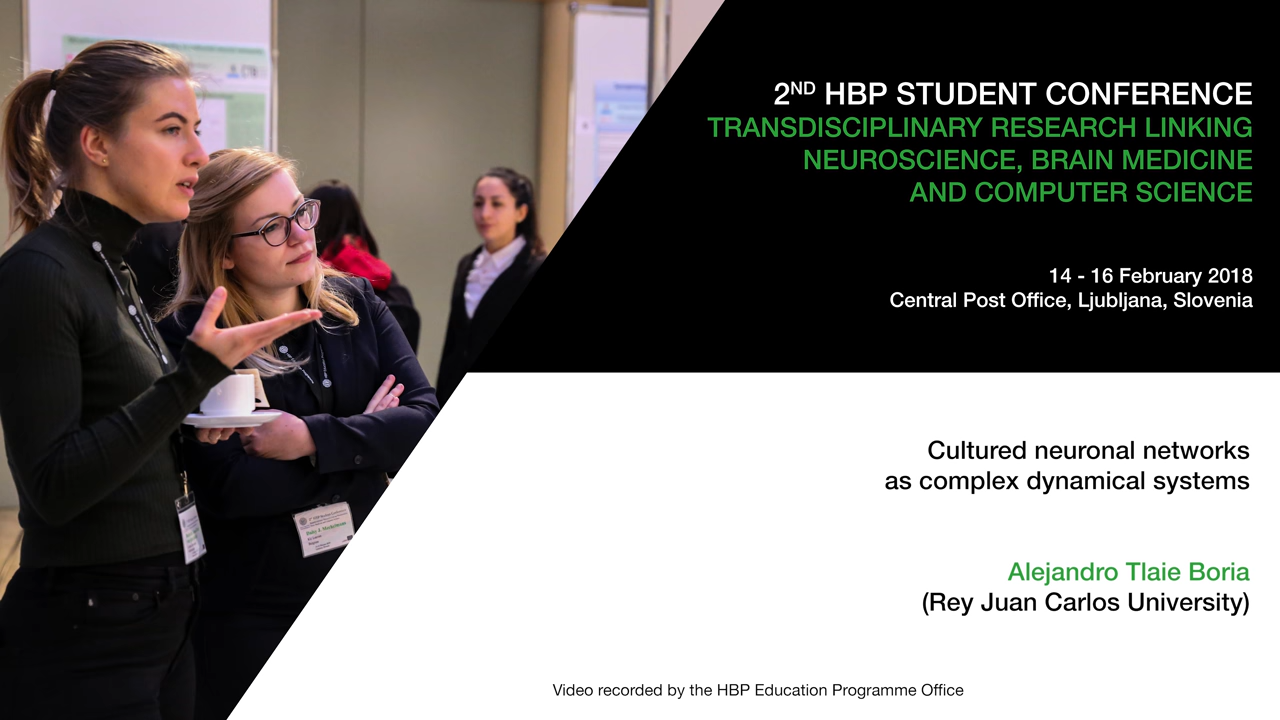 2ND HBP STUDENT CONFERENCE
TRANSDISCIPLINARY RESEARCH LINKING
NEUROSCIENCE, BRAIN MEDICINE
AND COMPUTER SCIENCE
14 - 16 February 2018
Central Post Office, Ljubljana, Slovenia
Cultured neuronal networks
as complex dynamical systems
Alejandro Tlaie Boria
(Rey Juan Carlos University)
Video recorded by the HBP Education Programme Office